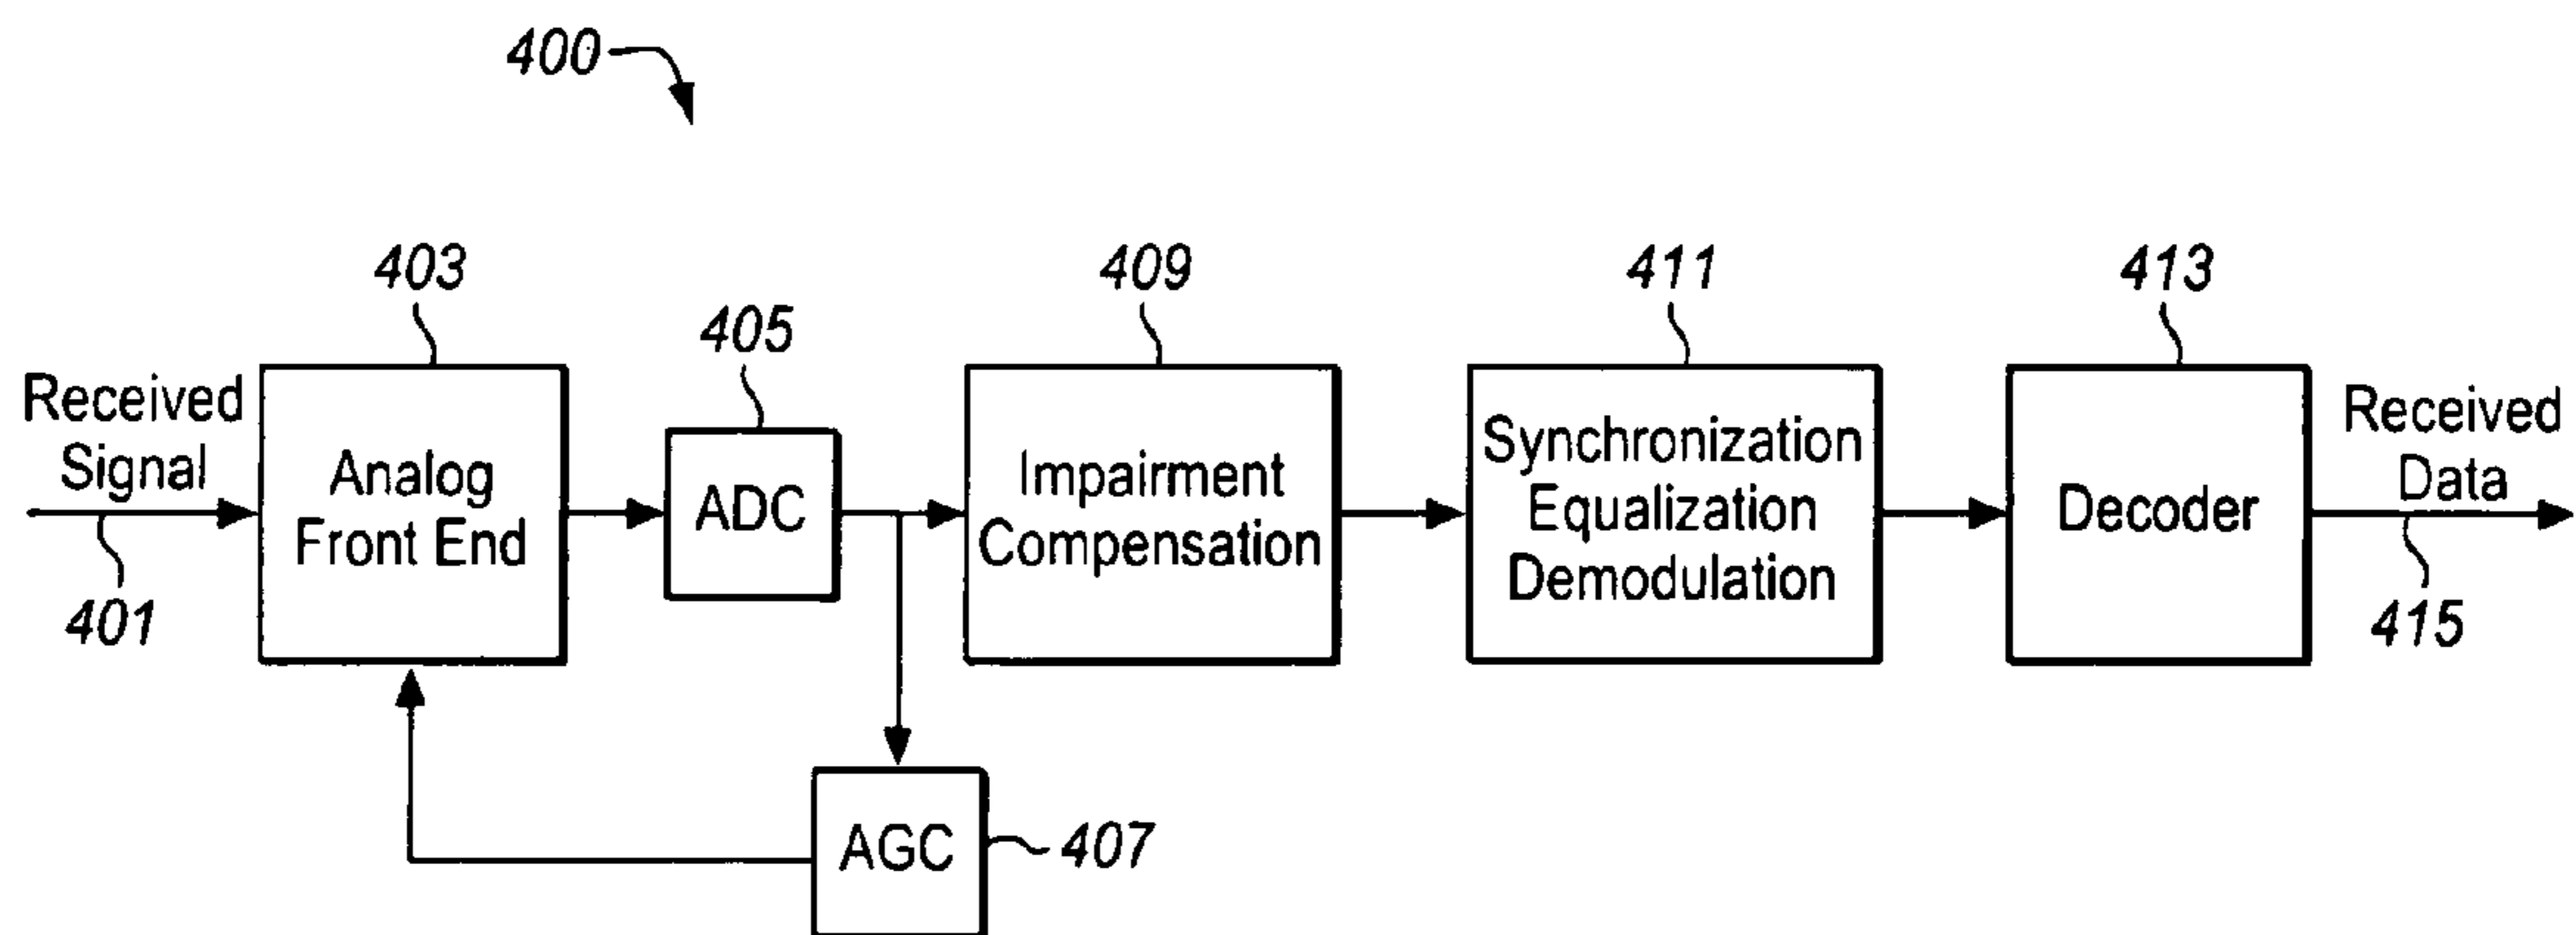 400
403
405
409
411
413
Received
Signal
401
Analog
Front End
ADC
Impairment
Compensation
Synchronization
Equalization
Demodulation
Decoder
Received
Data
415
AGC
407